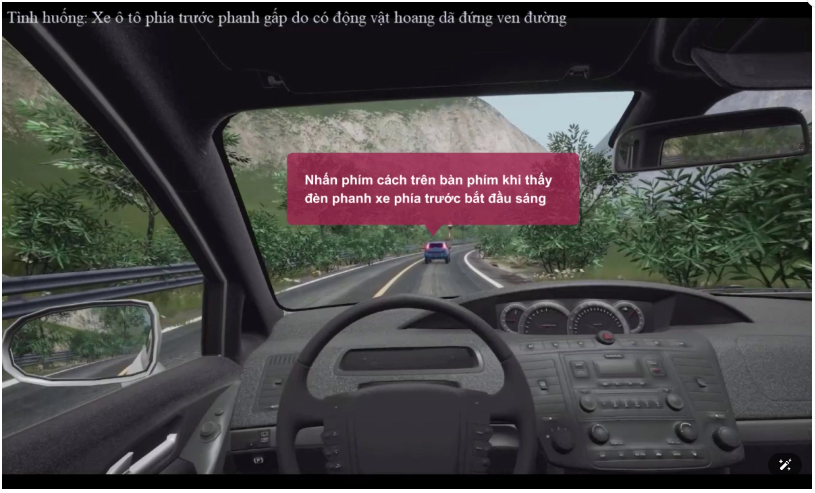 Tình huống: Xe ô tô phía trước phanh gấp do có động vật hoang dã đứng ven đường
Nhấn phím cách trên bàn phím khi thấy
đèn phanh xe phía trước bắt đầu sáng